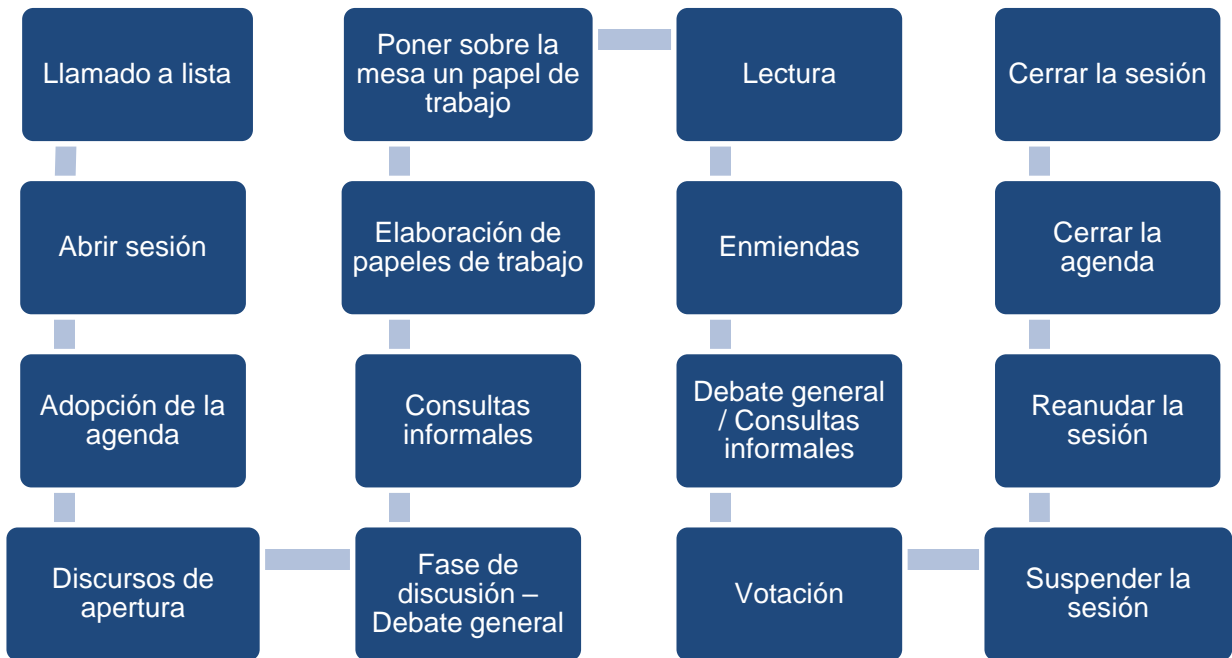 Llamado a lista
Abrir sesión
Adopción de la
agenda
Discursos de
apertura
Fase de
discusión –
Debate general
Consultas
informales
Elaboración de
papeles de trabajo
Poner sobre la
mesa un papel de
trabajo
Lectura
Enmiendas
Debate general
/ Consultas
informales
Votación
Suspender la
sesión
Reanudar la
sesión
Cerrar la
agenda
Cerrar la sesión